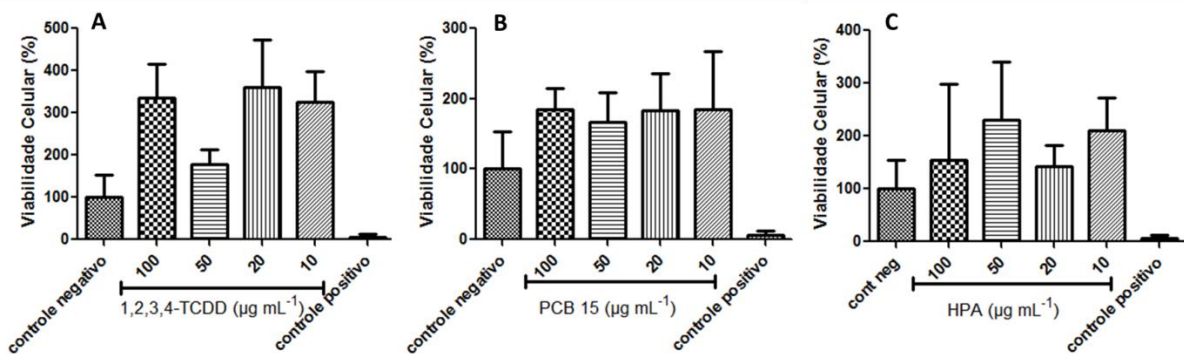 A
Viabilidade Celular (%)
500
400
300
200
100
0
controle negativo
100
50
20
10
controle positivo
1,2,3,4-TCDD (µg mL⁻¹)
B
Viabilidade Celular (%)
300
200
100
0
controle negativo
100
50
20
10
controle positivo
PCB 15 (µg mL⁻¹)
C
Viabilidade Celular (%)
400
300
200
100
0
cont neg
100
50
20
10
controle positivo
HPA (µg mL⁻¹)